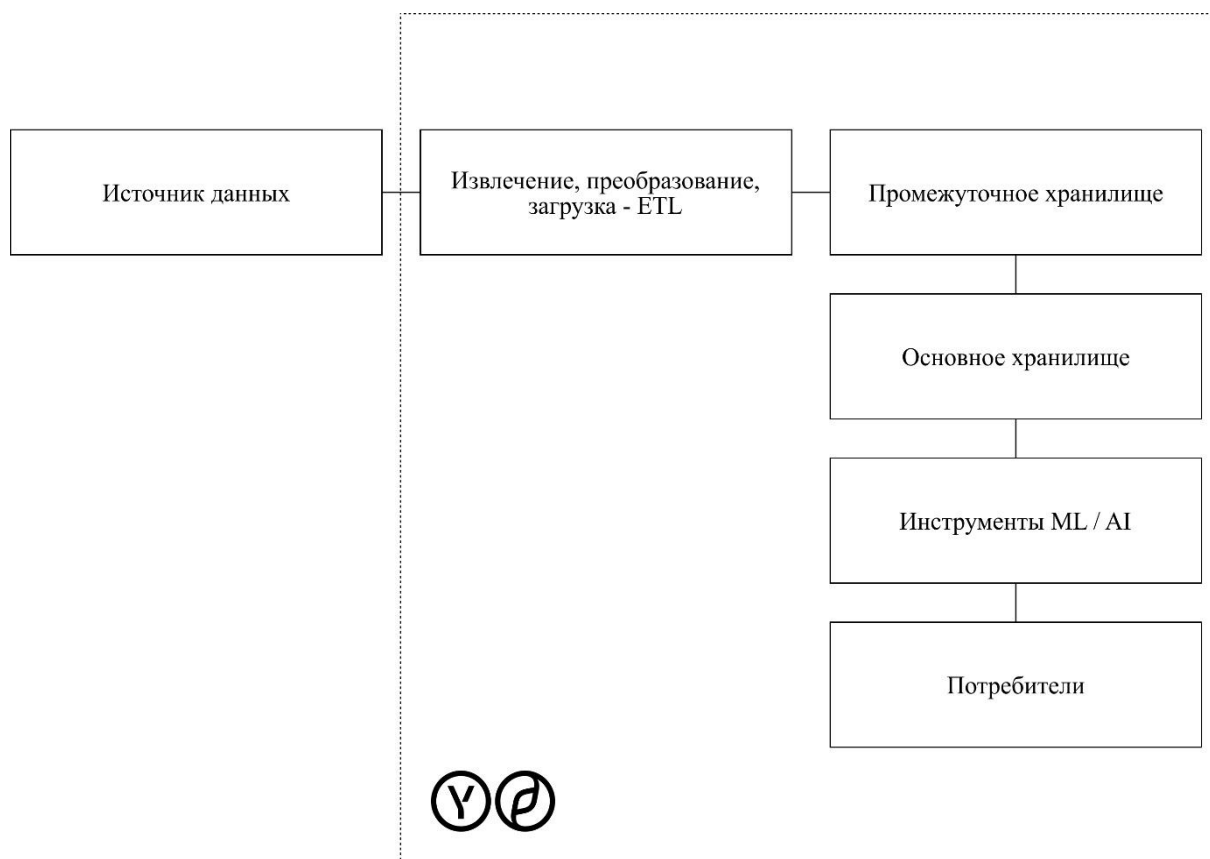 Источник данных
Извлечение, преобразование,
загрузка - ETL
Промежуточное хранилище
Основное хранилище
Инструменты ML / AI
Потребители